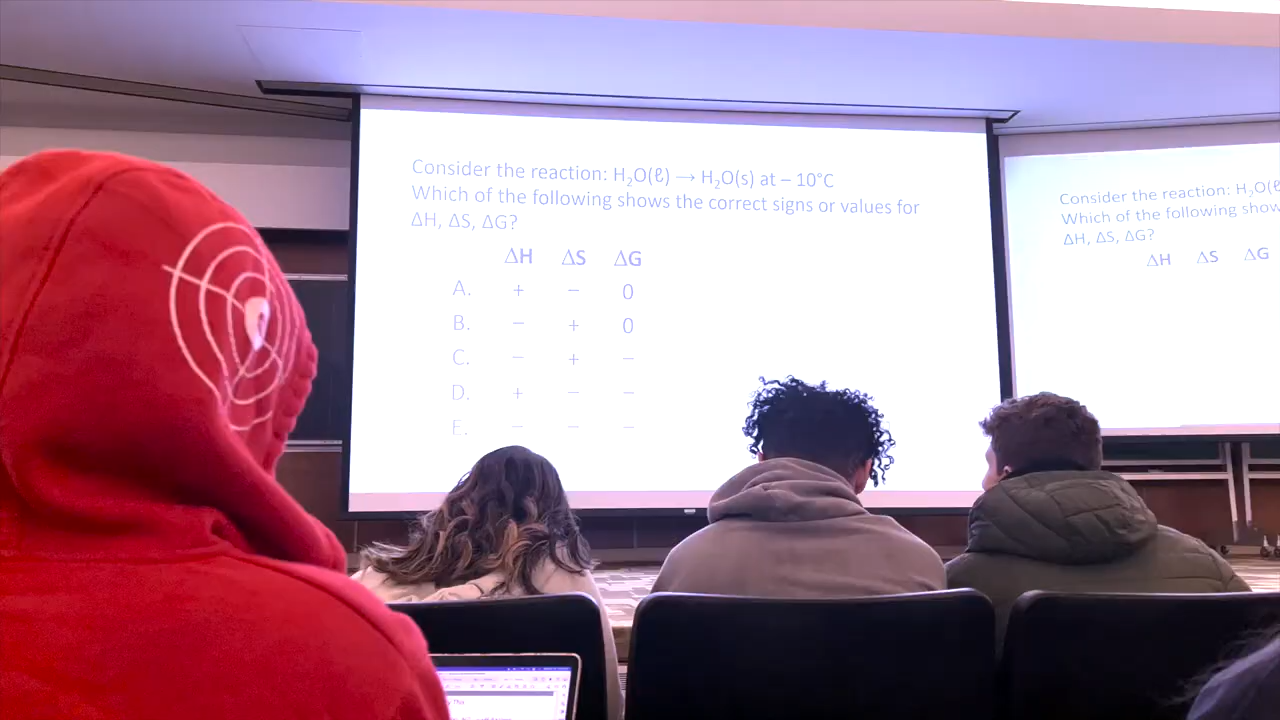 Consider the reaction: H₂O(ℓ) → H₂O(s) at – 10°C
Which of the following shows the correct signs or values for
ΔH, ΔS, ΔG?
ΔH ΔS ΔG
A. + – 0
B. – + 0
C. – + –
D. + – –
E. – – –
Consider the reaction: H₂O(ℓ
Which of the following show
ΔH, ΔS, ΔG?
ΔH ΔS ΔG